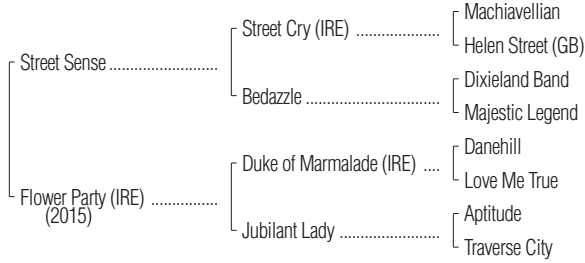 Machiavellian
Street Cry (IRE) ....................
Helen Street (GB)
Street Sense ..........................
Dixieland Band
Bedazzle ................................
Majestic Legend
Danehill
Duke of Marmalade (IRE) ....
Love Me True
Flower Party (IRE) ................
(2015)
Aptitude
Jubilant Lady ........................
Traverse City